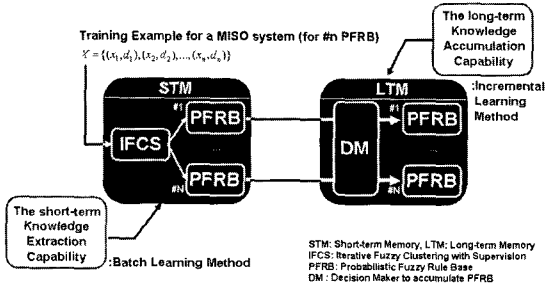 Training Example for a MISO system (for #n PFRB)
χ = {(x₁,d₁),(x₂,d₂),...,(xₙ,dₙ)}
The long-term
Knowledge
Accumulation
Capability
:Incremental
Learning
Method
STM
IFCS
#1
PFRB
...
#N
PFRB
LTM
DM
#1
PFRB
...
#N
PFRB
The short-term
Knowledge
Extraction
Capability
:Batch Learning Method
STM: Short-term Memory, LTM: Long-term Memory
IFCS: Iterative Fuzzy Clustering with Supervision
PFRB: Probabilistic Fuzzy Rule Base
DM : Decision Maker to accumulate PFRB